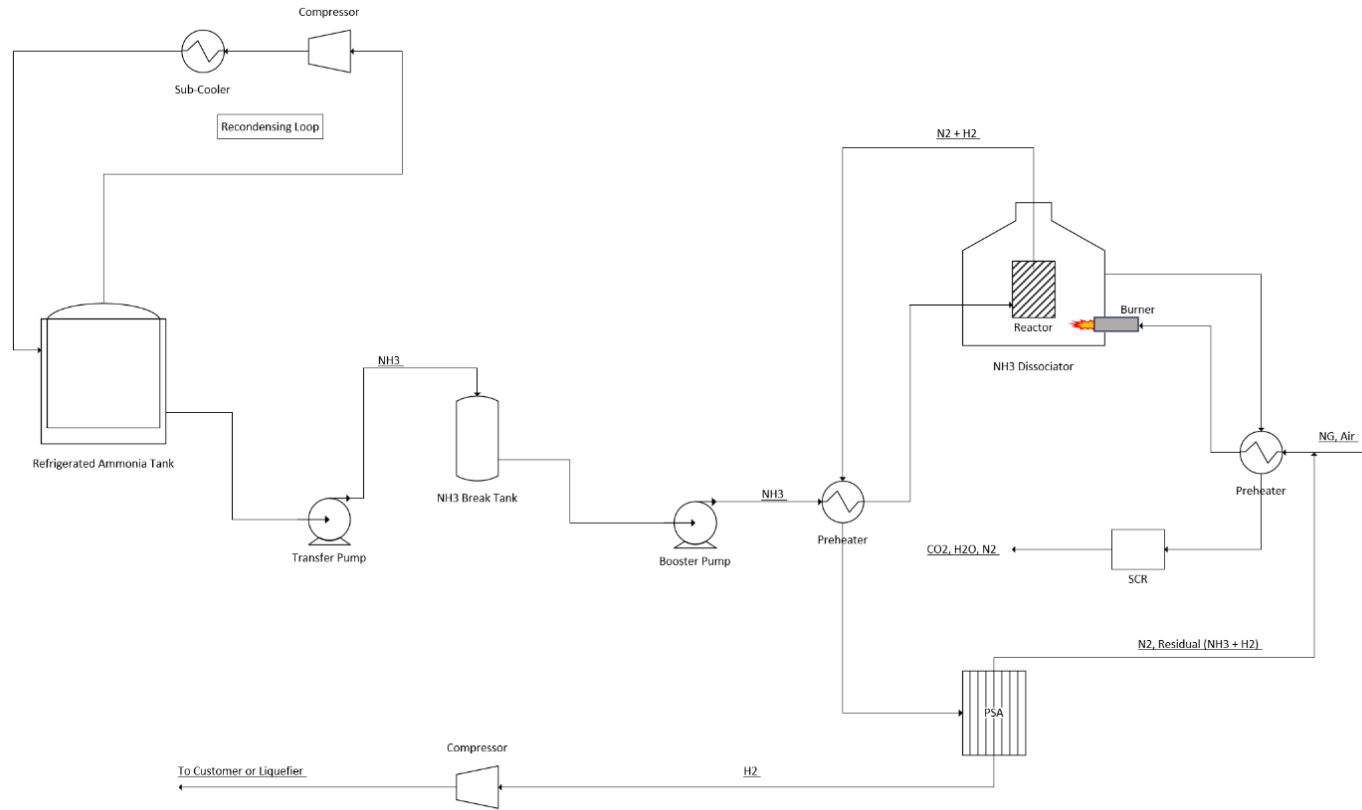 Compressor
Sub-Cooler
Recondensing Loop
N2 + H2
Burner
Reactor
NH3 Dissociator
NH3
Refrigerated Ammonia Tank
NH3 Break Tank
NG, Air
Preheater
NH3
Transfer Pump
Booster Pump
Preheater
CO2, H2O, N2
SCR
N2, Residual (NH3 + H2)
PSA
Compressor
To Customer or Liquefier
H2